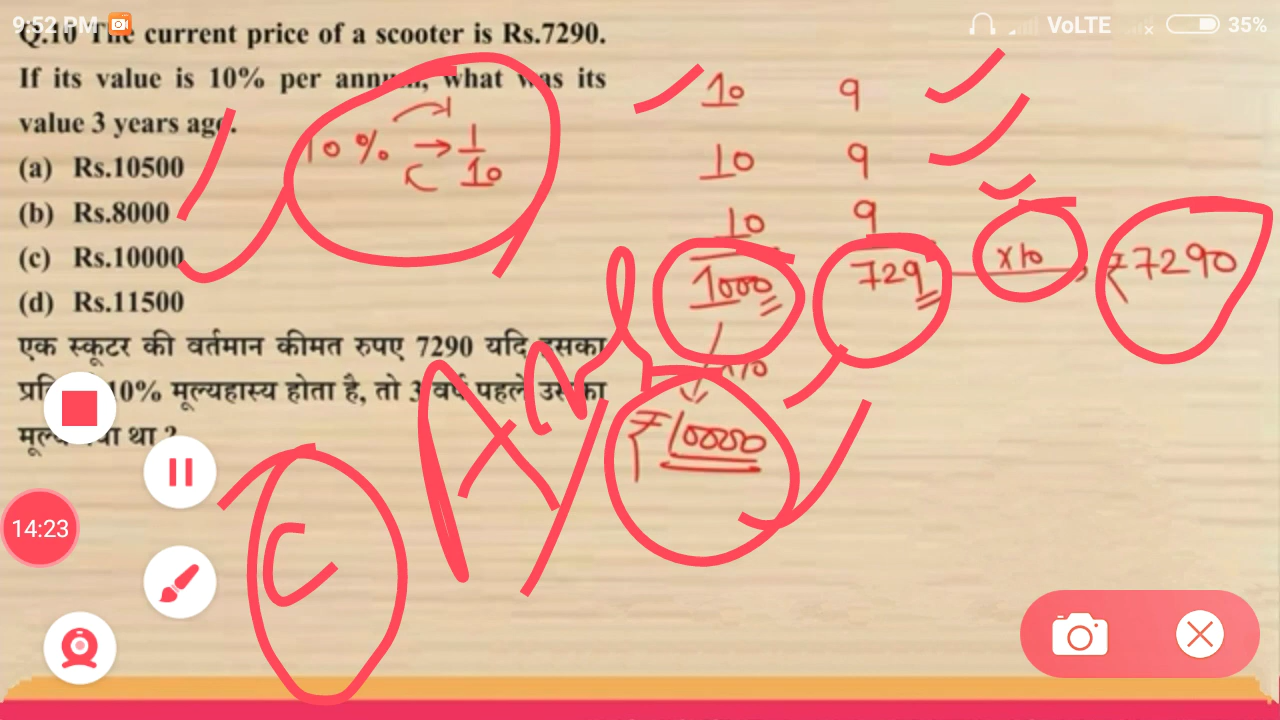 9:52 PM VoLTE 35%
Q.10 The current price of a scooter is Rs.7290.
If its value is 10% per annum, what was its
value 3 years ago.
(a) Rs.10500
(b) Rs.8000
(c) Rs.10000
(d) Rs.11500
एक स्कूटर की वर्तमान कीमत रुपए 7290 यदि इसका
10% मूल्यहास्य होता है, तो 3 वर्ष पहले उसका
मूल्य क्या था ?
10% → 1/10
10 9
10 9
10 9
1000 729 x10 ₹7290
x10
₹10000
Ans
C
14:23